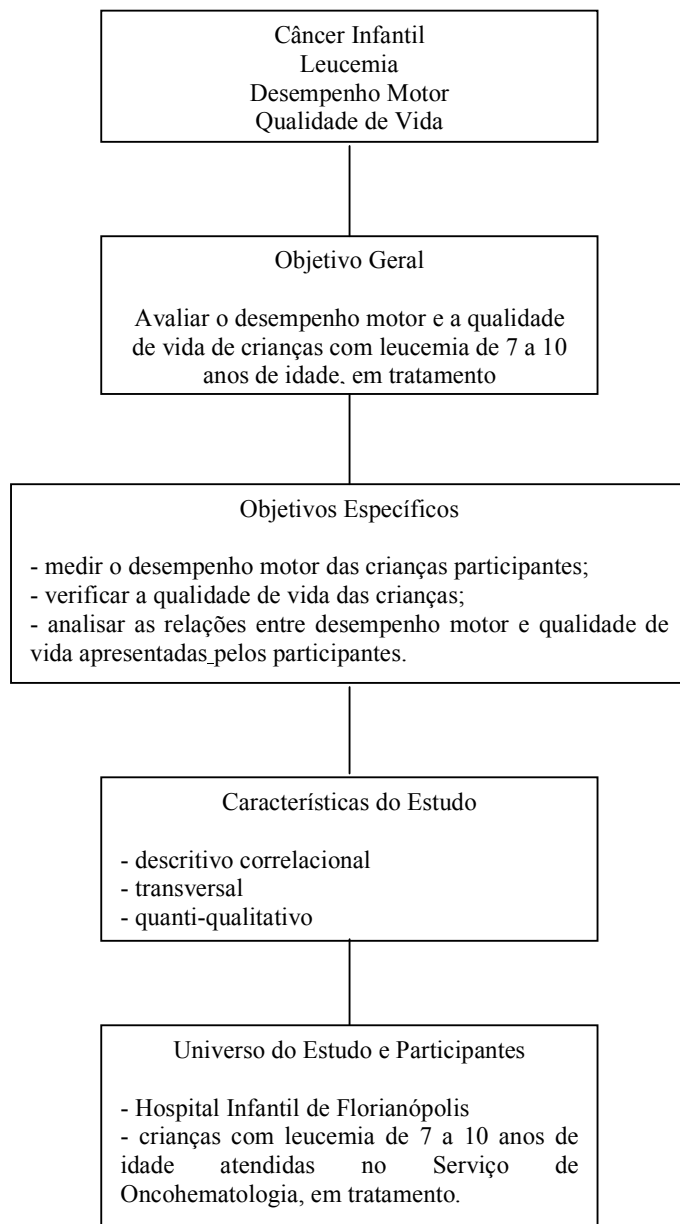 Câncer Infantil
Leucemia
Desempenho Motor
Qualidade de Vida
Objetivo Geral
Avaliar o desempenho motor e a qualidade
de vida de crianças com leucemia de 7 a 10
anos de idade, em tratamento
Objetivos Específicos
- medir o desempenho motor das crianças participantes;
- verificar a qualidade de vida das crianças;
- analisar as relações entre desempenho motor e qualidade de
vida apresentadas pelos participantes.
Características do Estudo
- descritivo correlacional
- transversal
- quanti-qualitativo
Universo do Estudo e Participantes
- Hospital Infantil de Florianópolis
- crianças com leucemia de 7 a 10 anos de
idade atendidas no Serviço de
Oncohematologia, em tratamento.